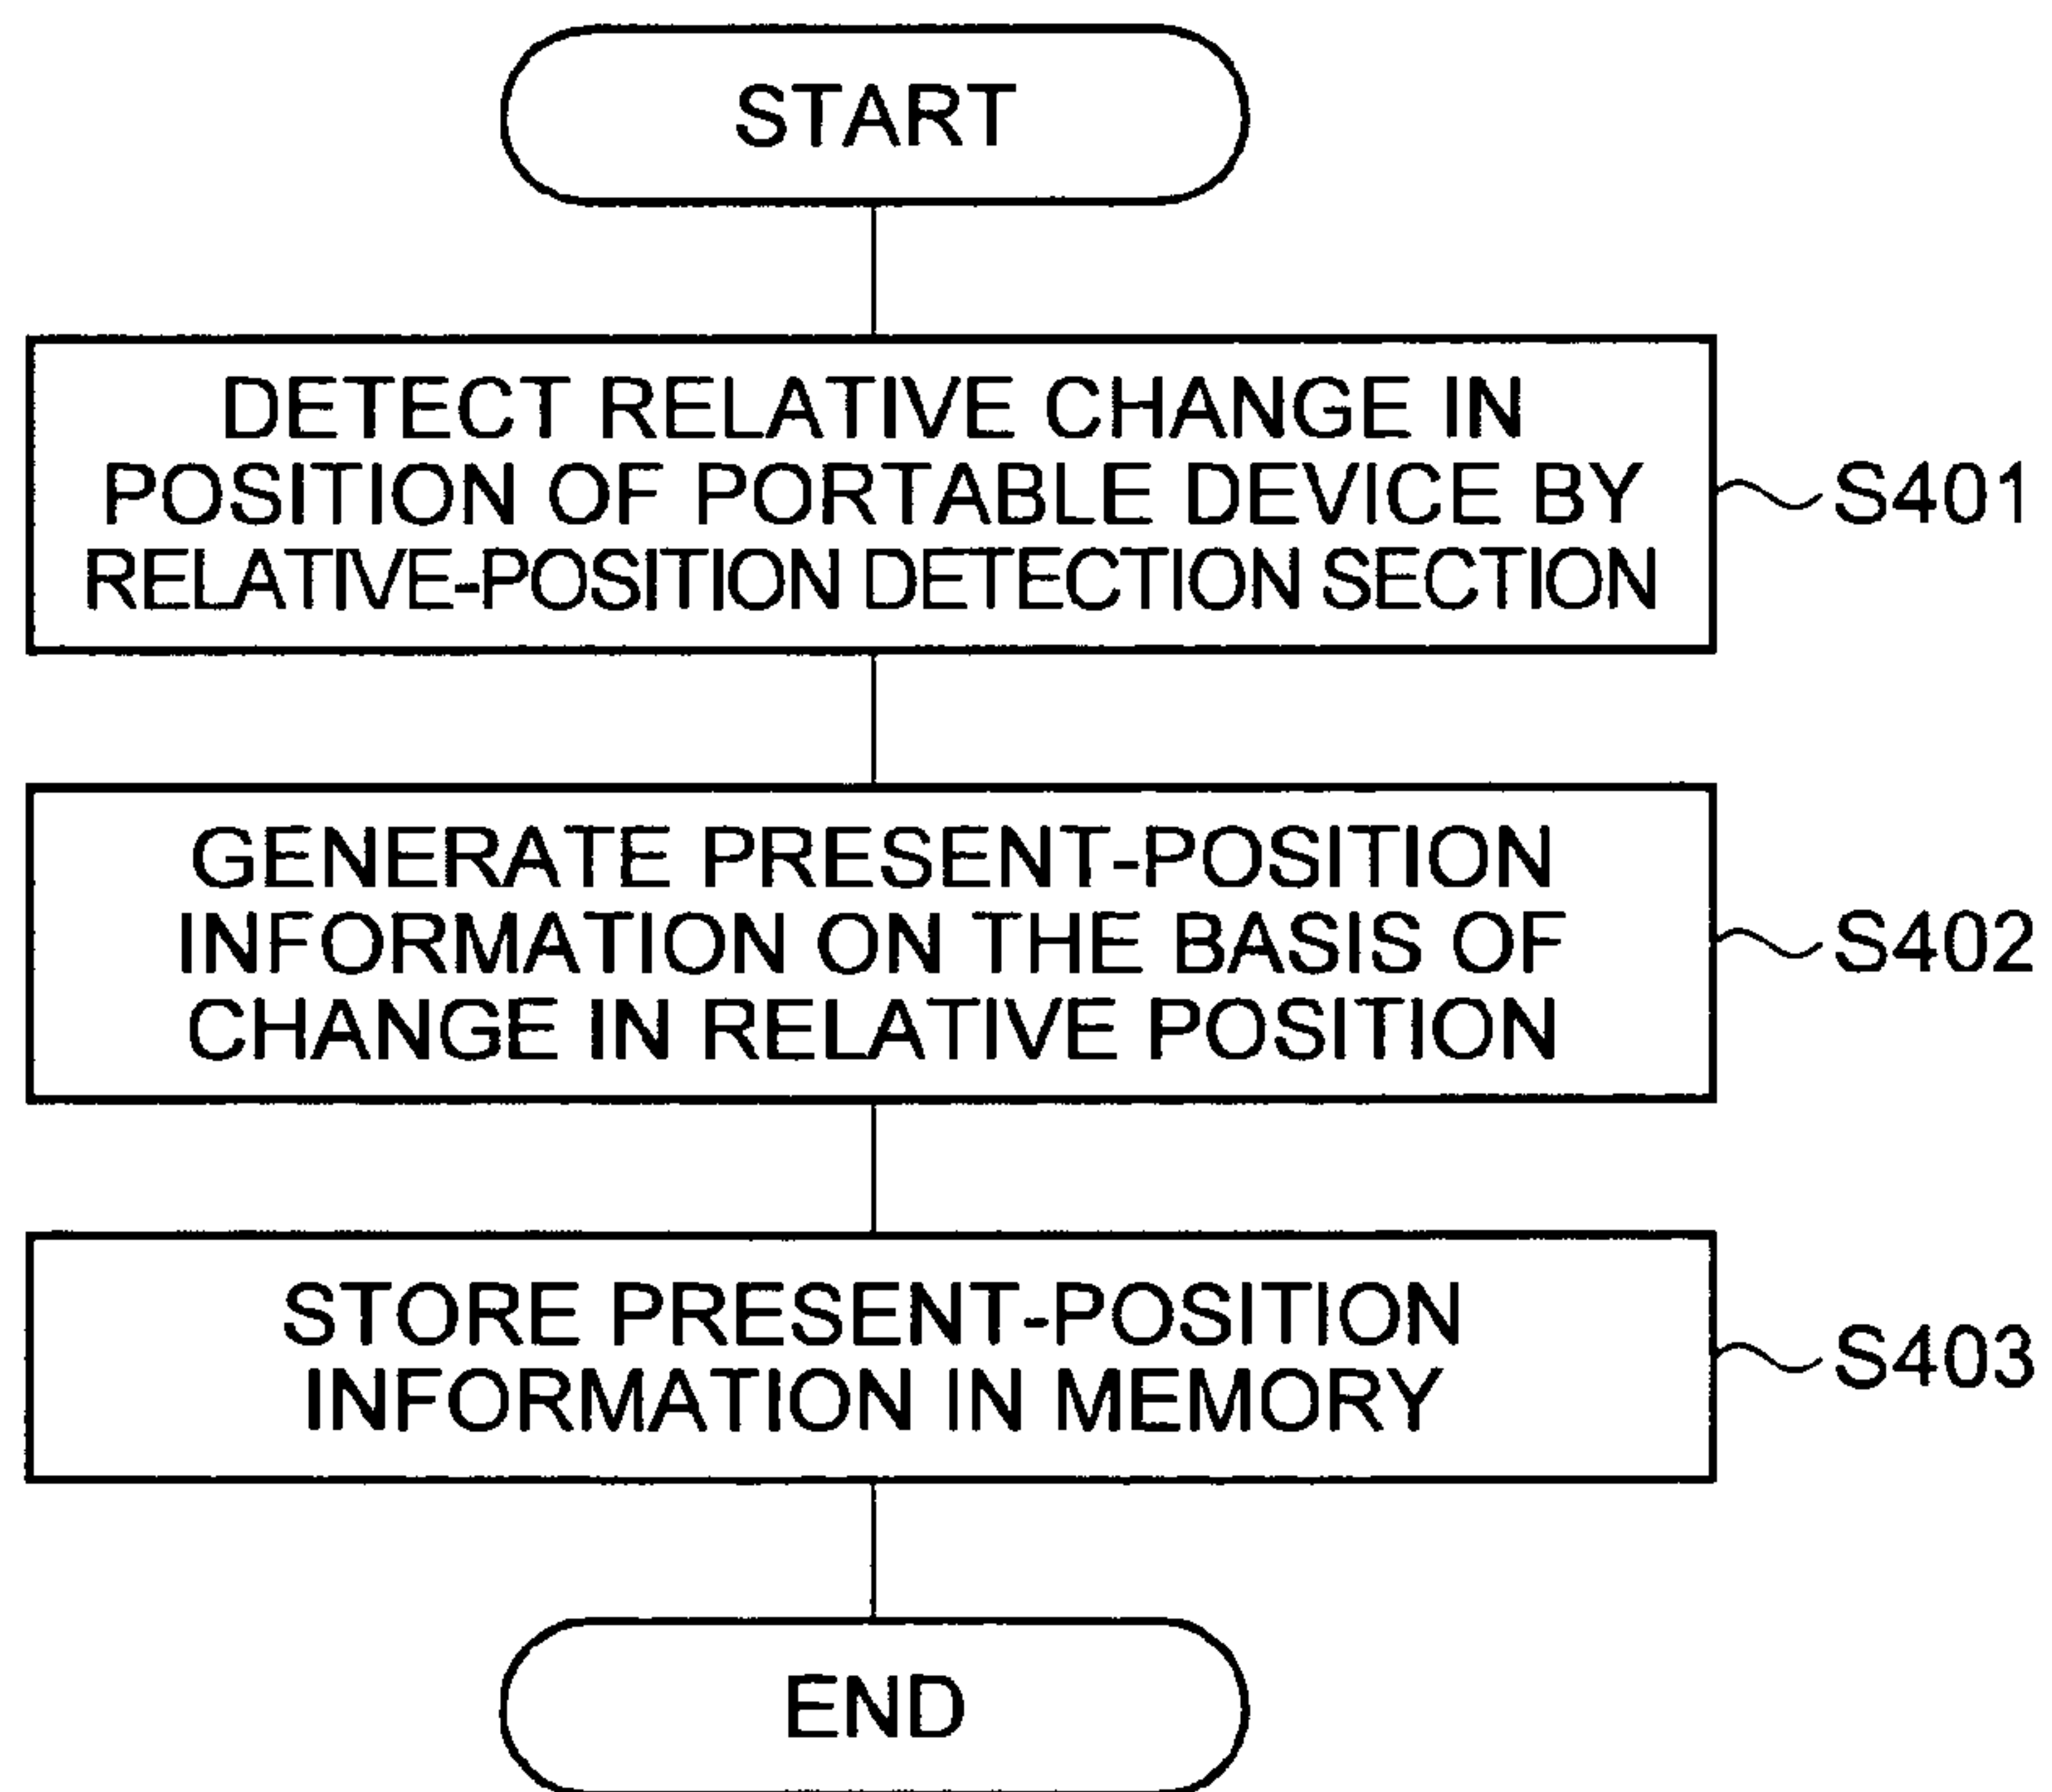 START
DETECT RELATIVE CHANGE IN
POSITION OF PORTABLE DEVICE BY
RELATIVE-POSITION DETECTION SECTION
S401
GENERATE PRESENT-POSITION
INFORMATION ON THE BASIS OF
CHANGE IN RELATIVE POSITION
S402
STORE PRESENT-POSITION
INFORMATION IN MEMORY
S403
END